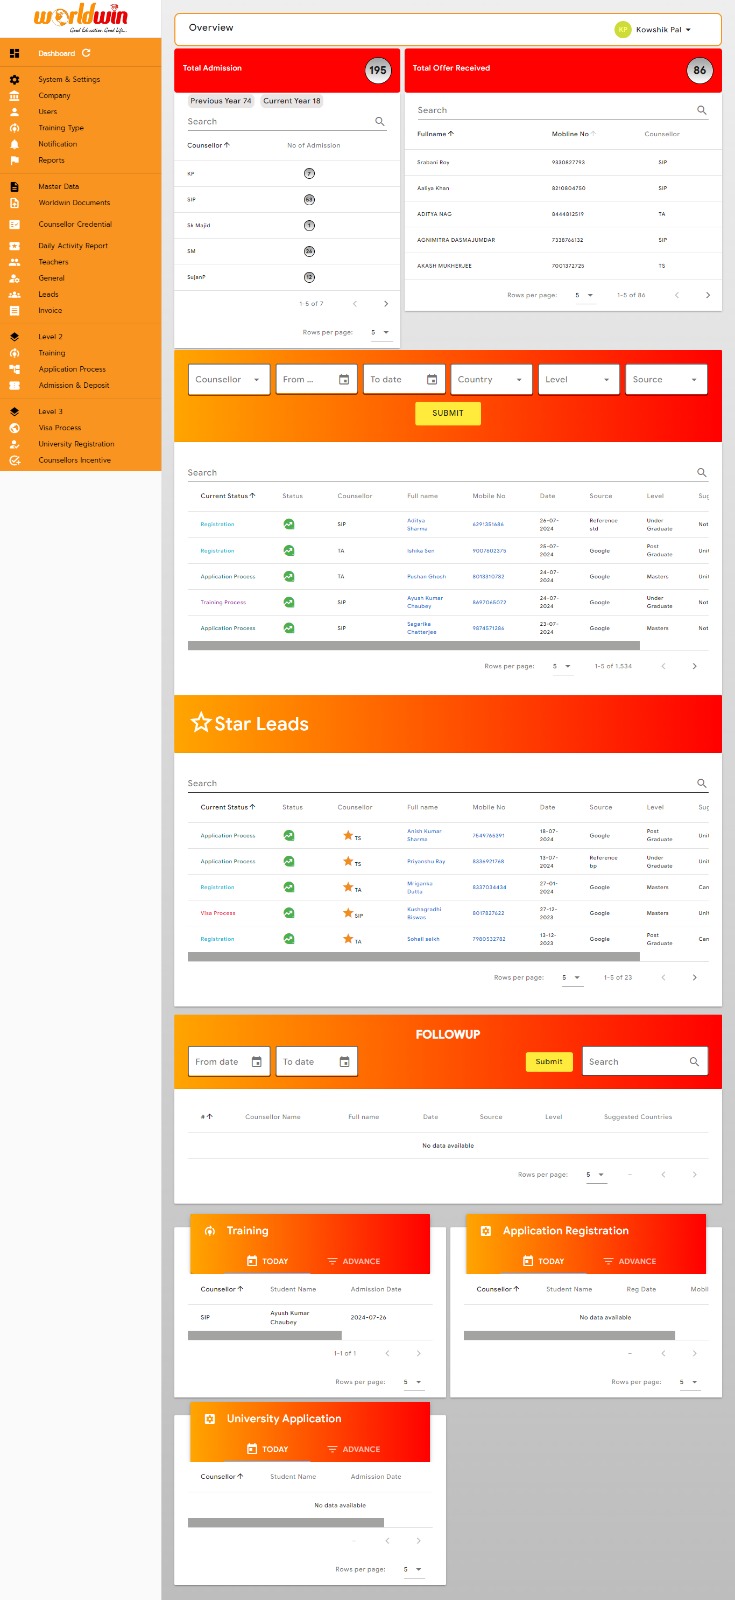 worldwin
Good Education. Good Life...
Dashboard
System & Settings
Company
Users
Training Type
Notification
Reports
Master Data
Worldwin Documents
Counsellor Credential
Daily Activity Report
Teachers
General
Leads
Invoice
Level 2
Training
Application Process
Admission & Deposit
Level 3
Visa Process
University Registration
Counsellors Incentive
Overview
KP Kowshik Pal
Total Admission 195
Previous Year 74 Current Year 18
Search
Counsellor No of Admission
KP 7
SIP
Sk Majid 1
SM 26
SujanP 12
1-5 of 7
Rows per page: 5
Total Offer Received 86
Search
Fullname Mobline No Counsellor
Srabani Roy 9330827793 SIP
Aaliya Khan 8210804750 SIP
ADITYA NAG 8444812519 TA
AGNIMITRA DASMAJUMDAR 7338766132 SIP
AKASH MUKHERJEE 7001372725 TS
Rows per page: 5 1-5 of 86
Counsellor From ... To date Country Level Source
SUBMIT
Search
Current Status Status Counsellor Full name Mobile No Date Source Level Sug
Registration SIP Aditya Sharma 6291351686 26-07-2024 Reference std Under Graduate Not
Registration TA Ishika Sen 9007602375 25-07-2024 Google Post Graduate Unit
Application Process TA Pushan Ghosh 8013310782 24-07-2024 Google Masters Unit
Training Process SIP Ayush Kumar Chaubey 8697065072 24-07-2024 Google Under Graduate Not
Application Process SIP Sagarika Chatterjee 9874571286 23-07-2024 Google Masters Not
Rows per page: 5 1-5 of 1,534
Star Leads
Search
Current Status Status Counsellor Full name Mobile No Date Source Level Sug
Application Process TS Anish Kumar Sharma 7549765391 18-07-2024 Google Post Graduate Unit
Application Process TS Priyanshu Ray 8336921768 13-07-2024 Reference bp Under Graduate Unit
Registration TA Mriganka Dutta 8337034434 27-01-2024 Google Masters Can
Visa Process SIP Kushagradhi Biswas 8017827622 27-12-2023 Google Masters Unit
Registration TA Sohail seikh 7980532782 13-12-2023 Google Post Graduate Can
Rows per page: 5 1-5 of 23
FOLLOWUP
From date To date Submit Search
# Counsellor Name Full name Date Source Level Suggested Countries
No data available
Rows per page: 5 –
Training
TODAY ADVANCE
Counsellor Student Name Admission Date
SIP Ayush Kumar Chaubey 2024-07-26
1-1 of 1
Rows per page: 5
Application Registration
TODAY ADVANCE
Counsellor Student Name Reg Date Mobil
No data available
–
Rows per page: 5
University Application
TODAY ADVANCE
Counsellor Student Name Admission Date
No data available
–
Rows per page: 5